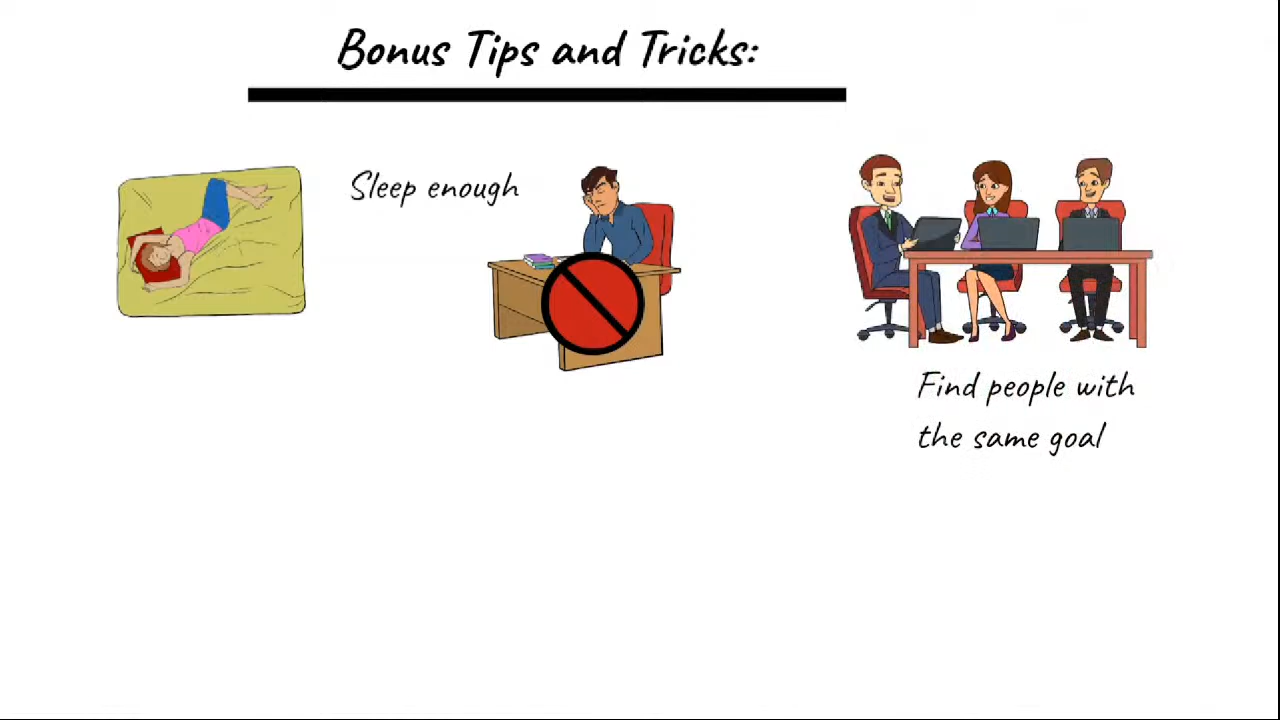 Bonus Tips and Tricks:
Sleep enough
Find people with
the same goal